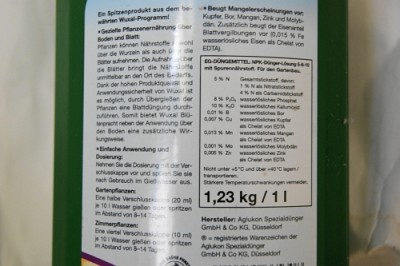 Ein Spitzenprodukt aus dem be-
währten Wuxal-Programm!
» Gezielte Pflanzenernährung über
Boden und Blatt:
Pflanzen können Nährstoffe sowohl
über die Wurzeln als auch über die
Blätter aufnehmen. Die Aufnahme über
die Blätter bringt die Nährstoffe
unmittelbar an den Ort des Bedarfs.
Dank der hohen Produktqualität und
Anwendungssicherheit von Wuxal ist
es möglich, durch Übergießen der
Pflanzen eine Blattdüngung durch-
zuführen. Somit bietet Wuxal Blü-
tenpracht neben der Anwendung über
den Boden eine zusätzliche Wir-
kungsweise.
» Einfache Anwendung und
Dosierung:
Nehmen Sie die Dosierung mit der Ver-
schlusskappe vor und spülen Sie sie
nach Gebrauch im Gießwasser aus.
Gartenpflanzen:
Eine halbe Verschlusskappe (20 ml)
je 10 l Wasser gießen oder spritzen
im Abstand von 8–14 Tagen.
Zimmerpflanzen:
Eine viertel Verschlusskappe (10 ml)
je 10 l Wasser gießen oder spritzen
im Abstand von 8–14 Tagen.
» Beugt Mangelerscheinungen vor:
Kupfer, Bor, Mangan, Zink und Molyb-
dän. Zusätzlich beugt der Eisenanteil
Blattvergilbungen vor (0,015 % Fe
wasserlösliches Eisen als Chelat von
EDTA).
EG-DÜNGEMITTEL: NPK-Dünger-Lösung 5-8-10
mit Spurennährstoff. Für den Gartenbau.
5 % N Gesamtstickstoff, davon:
1 % N als Nitratstickstoff
4 % N als Carbamidstickstoff
8 % P₂O₅ wasserlösliches Phosphat
10 % K₂O wasserlösliches Kaliumoxid
0,01 % B wasserlösliches Bor
0,007 % Cu wasserlösliches Kupfer
als Chelat von EDTA
0,013 % Mn wasserlösliches Mangan
als Chelat von EDTA
0,001 % Mo wasserlösliches Molybdän
0,005 % Zn wasserlösliches Zink
als Chelat von EDTA
Nicht unter +5 °C und über +40 °C lagern /
transportieren.
Stärkere Temperaturschwankungen vermeiden.
1,23 kg / 1 l
Hersteller: Aglukon Spezialdünger
GmbH & Co KG, Düsseldorf
® = registriertes Warenzeichen der
Aglukon Spezialdünger
GmbH & Co. KG, Düsseldorf